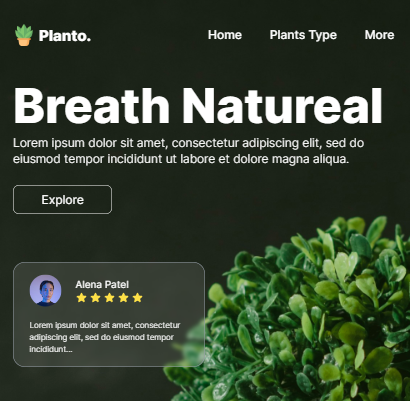 Planto.
Home
Plants Type
More
Breath Natureal
Lorem ipsum dolor sit amet, consectetur adipiscing elit, sed do
eiusmod tempor incididunt ut labore et dolore magna aliqua.
Explore
Alena Patel
Lorem ipsum dolor sit amet, consectetur
adipiscing elit, sed do eiusmod tempor
incididunt...